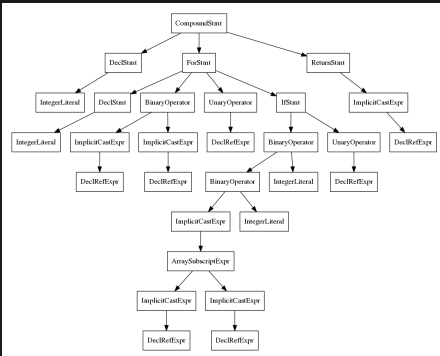 CompoundStmt
DeclStmt ForStmt ReturnStmt
IntegerLiteral DeclStmt BinaryOperator UnaryOperator IfStmt ImplicitCastExpr
IntegerLiteral ImplicitCastExpr ImplicitCastExpr DeclRefExpr BinaryOperator UnaryOperator DeclRefExpr
DeclRefExpr DeclRefExpr BinaryOperator IntegerLiteral DeclRefExpr
ImplicitCastExpr IntegerLiteral
ArraySubscriptExpr
ImplicitCastExpr ImplicitCastExpr
DeclRefExpr DeclRefExpr